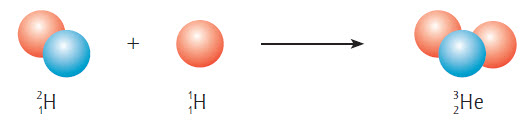 +
²₁H ¹₁H ³₂He